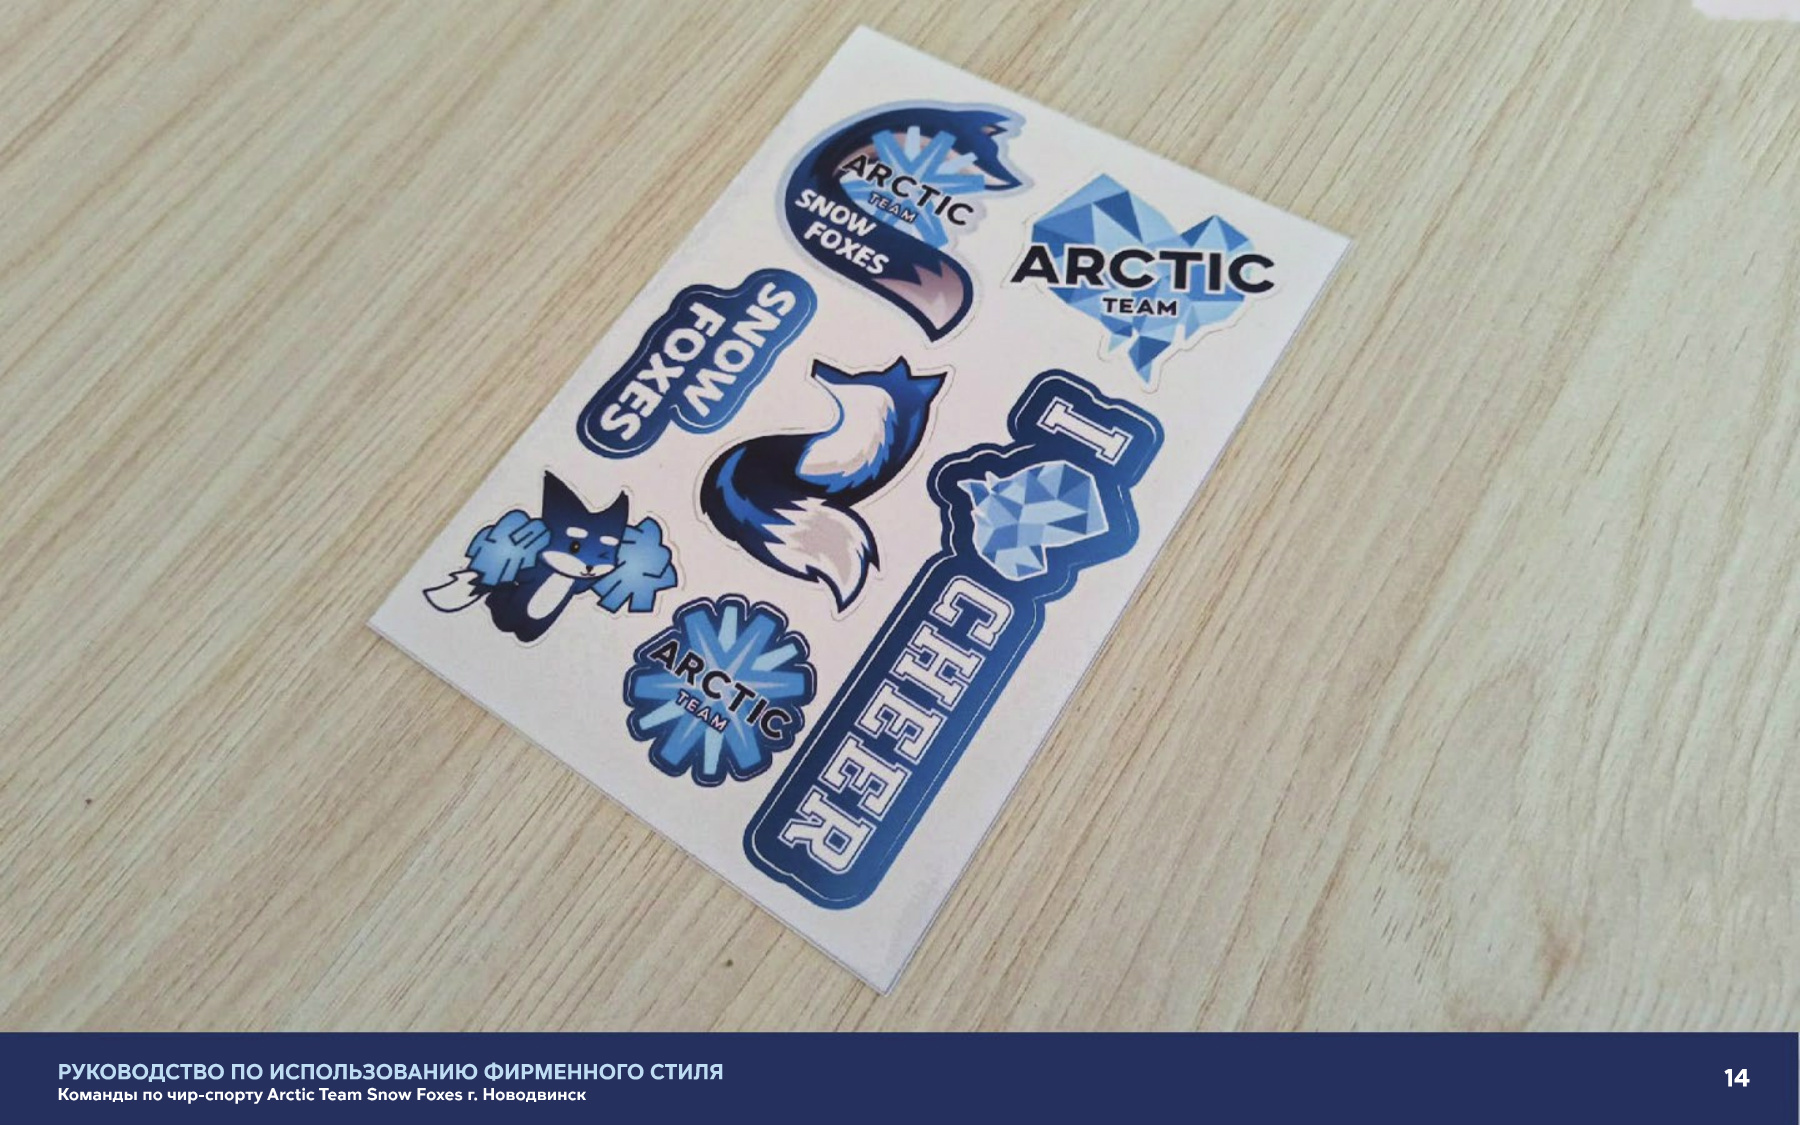 ARCTIC
TEAM
SNOW
FOXES
ARCTIC
TEAM
SNOW
FOXES
I
CHEER
ARCTIC
TEAM
РУКОВОДСТВО ПО ИСПОЛЬЗОВАНИЮ ФИРМЕННОГО СТИЛЯ
Команды по чир-спорту Arctic Team Snow Foxes г. Новодвинск
14